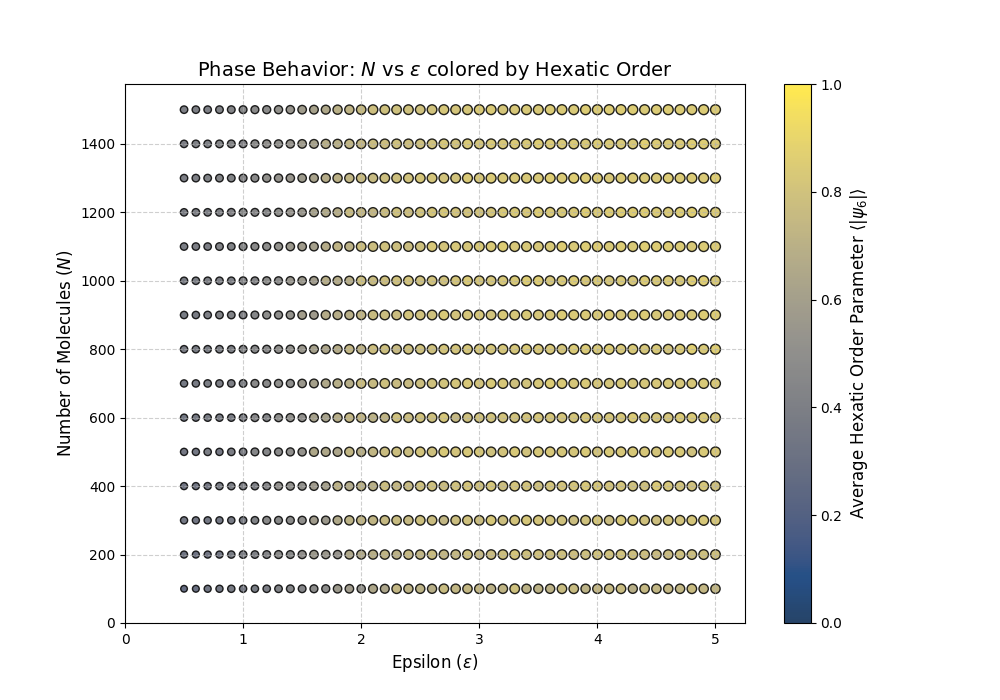 Phase Behavior: N vs ε colored by Hexatic Order
Number of Molecules (N)
1400
1200
1000
800
600
400
200
0
0 1 2 3 4 5
Epsilon (ε)
1.0
0.8
0.6
0.4
0.2
0.0
Average Hexatic Order Parameter ⟨|ψ₆|⟩